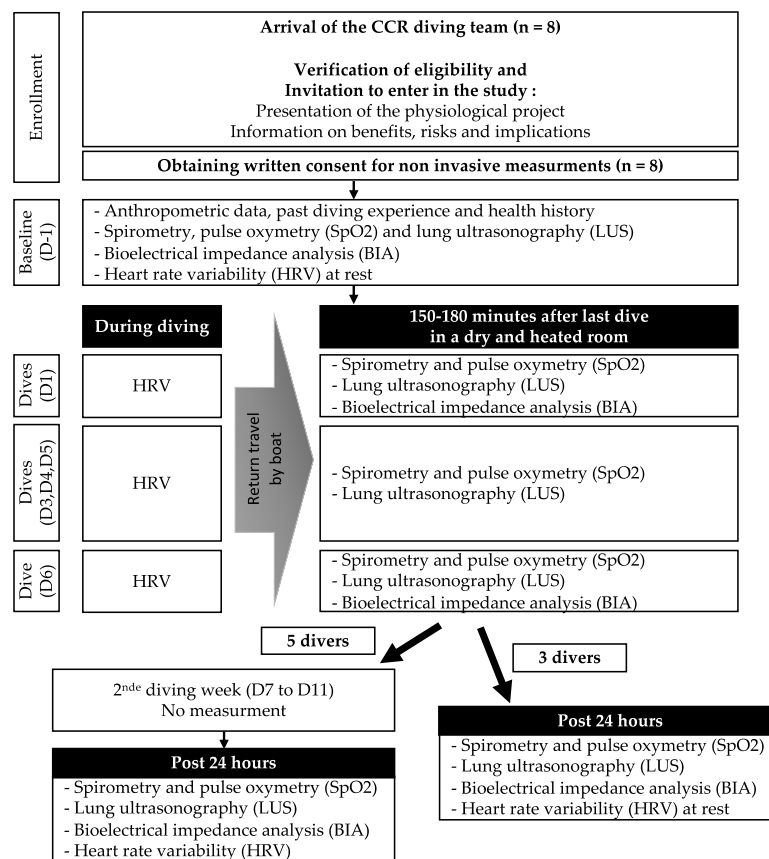 Enrollment
Arrival of the CCR diving team (n = 8)
Verification of eligibility and
Invitation to enter in the study :
Presentation of the physiological project
Information on benefits, risks and implications
Obtaining written consent for non invasive measurments (n = 8)
Baseline
(D-1)
- Anthropometric data, past diving experience and health history
- Spirometry, pulse oxymetry (SpO2) and lung ultrasonography (LUS)
- Bioelectrical impedance analysis (BIA)
- Heart rate variability (HRV) at rest
During diving
150-180 minutes after last dive
in a dry and heated room
Dives
(D1)
HRV
- Spirometry and pulse oxymetry (SpO2)
- Lung ultrasonography (LUS)
- Bioelectrical impedance analysis (BIA)
Return travel
by boat
Dives
(D3,D4,D5)
HRV
- Spirometry and pulse oxymetry (SpO2)
- Lung ultrasonography (LUS)
Dive
(D6)
HRV
- Spirometry and pulse oxymetry (SpO2)
- Lung ultrasonography (LUS)
- Bioelectrical impedance analysis (BIA)
5 divers
3 divers
2nde diving week (D7 to D11)
No measurment
Post 24 hours
- Spirometry and pulse oxymetry (SpO2)
- Lung ultrasonography (LUS)
- Bioelectrical impedance analysis (BIA)
- Heart rate variability (HRV)
Post 24 hours
- Spirometry and pulse oxymetry (SpO2)
- Lung ultrasonography (LUS)
- Bioelectrical impedance analysis (BIA)
- Heart rate variability (HRV) at rest